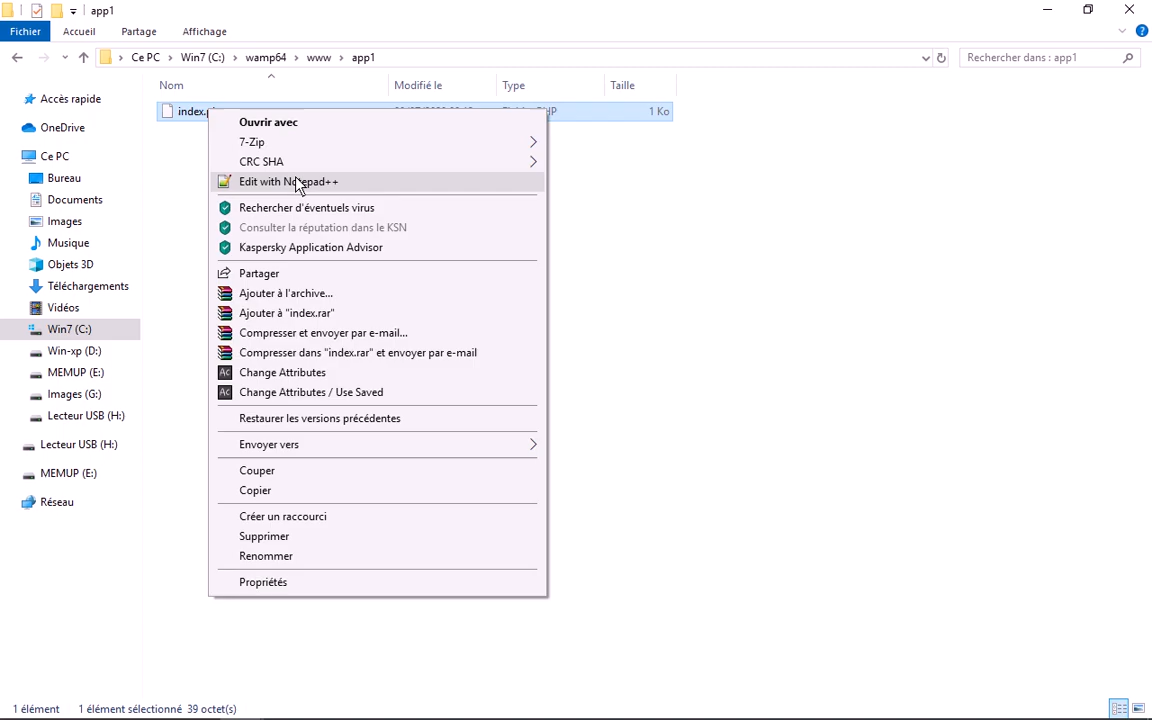 app1
Fichier Accueil Partage Affichage
Ce PC > Win7 (C:) > wamp64 > www > app1
Rechercher dans : app1
Nom Modifié le Type Taille
Accès rapide
OneDrive
Ce PC
Bureau
Documents
Images
Musique
Objets 3D
Téléchargements
Vidéos
Win7 (C:)
Win-xp (D:)
MEMUP (E:)
Images (G:)
Lecteur USB (H:)
Lecteur USB (H:)
MEMUP (E:)
Réseau
1 Ko
Ouvrir avec
7-Zip
CRC SHA
Edit with Notepad++
Rechercher d'éventuels virus
Consulter la réputation dans le KSN
Kaspersky Application Advisor
Partager
Ajouter à l'archive...
Ajouter à "index.rar"
Compresser et envoyer par e-mail...
Compresser dans "index.rar" et envoyer par e-mail
Ac Change Attributes
Ac Change Attributes / Use Saved
Restaurer les versions précédentes
Envoyer vers
Couper
Copier
Créer un raccourci
Supprimer
Renommer
Propriétés
1 élément 1 élément sélectionné 39 octet(s)